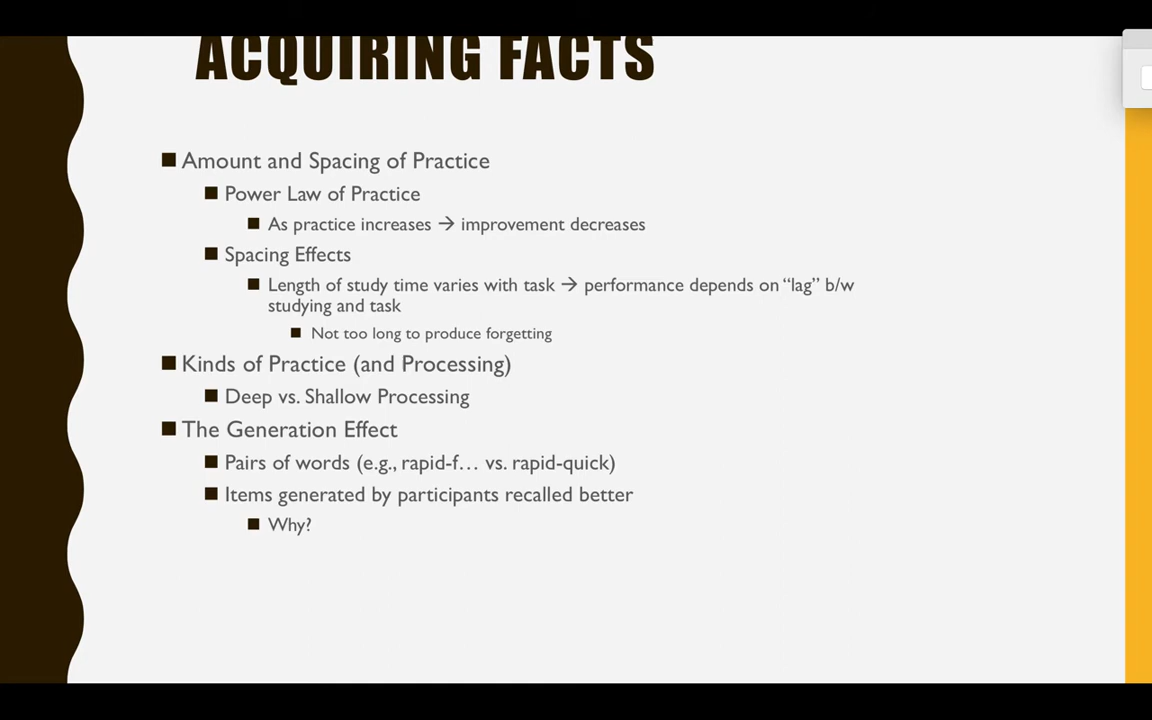 ACQUIRING FACTS
Amount and Spacing of Practice
Power Law of Practice
As practice increases → improvement decreases
Spacing Effects
Length of study time varies with task → performance depends on “lag” b/w
studying and task
Not too long to produce forgetting
Kinds of Practice (and Processing)
Deep vs. Shallow Processing
The Generation Effect
Pairs of words (e.g., rapid-f… vs. rapid-quick)
Items generated by participants recalled better
Why?